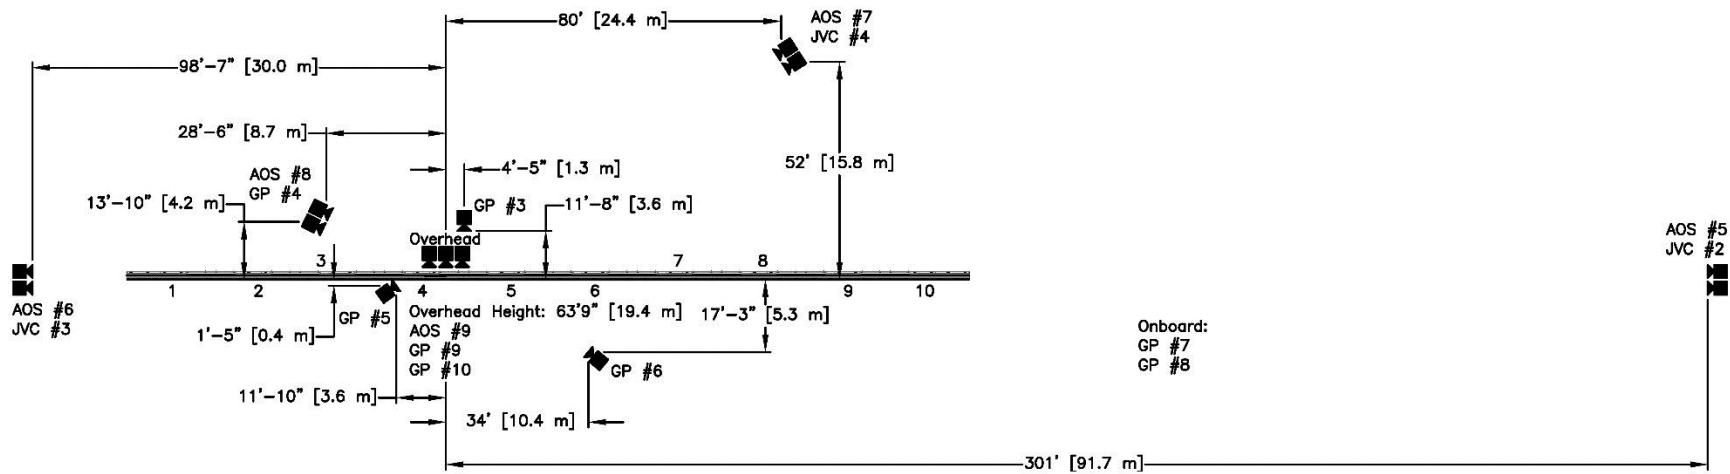 80' [24.4 m]
AOS #7
JVC #4
98'-7" [30.0 m]
28'-6" [8.7 m]
52' [15.8 m]
4'-5" [1.3 m]
AOS #8
GP #4
13'-10" [4.2 m]
GP #3
11'-8" [3.6 m]
Overhead
AOS #5
JVC #2
3
7
8
1
2
4
5
6
9
10
AOS #6
JVC #3
GP #5
Overhead Height: 63'9" [19.4 m]
AOS #9
GP #9
GP #10
17'-3" [5.3 m]
1'-5" [0.4 m]
Onboard:
GP #7
GP #8
GP #6
11'-10" [3.6 m]
34' [10.4 m]
301' [91.7 m]